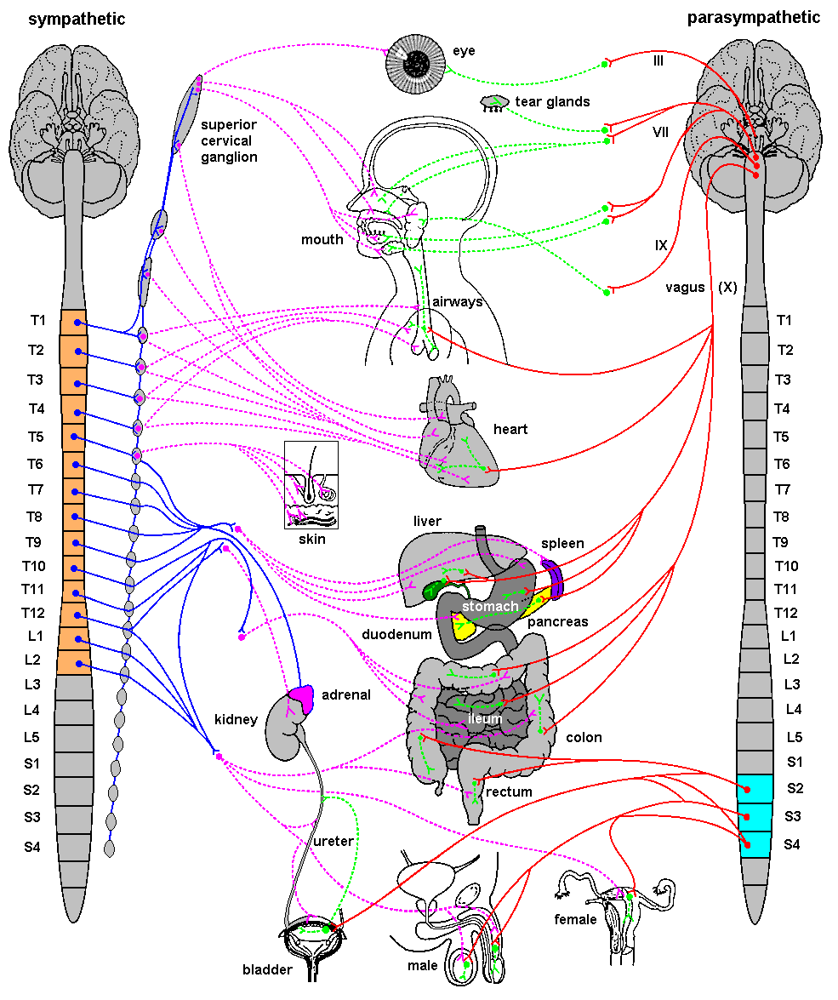 sympathetic
parasympathetic
eye
III
tear glands
VII
superior
cervical
ganglion
mouth
IX
airways
vagus (X)
T1
T2
T3
T4
T5
T6
T7
T8
T9
T10
T11
T12
L1
L2
L3
L4
L5
S1
S2
S3
S4
heart
skin
liver
spleen
stomach
pancreas
duodenum
adrenal
kidney
ileum
colon
rectum
ureter
bladder
male
female
T1
T2
T3
T4
T5
T6
T7
T8
T9
T10
T11
T12
L1
L2
L3
L4
L5
S1
S2
S3
S4